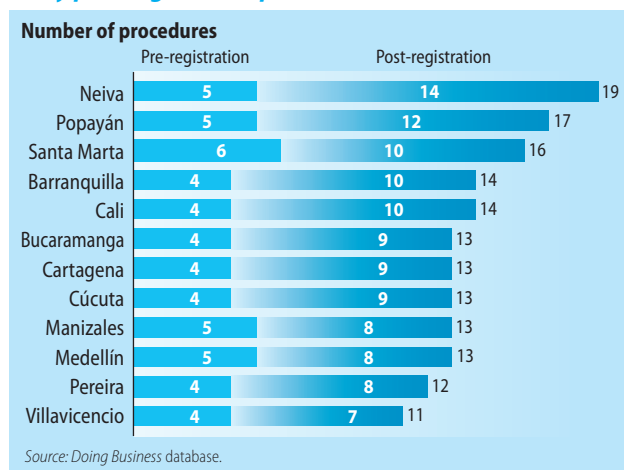 Number of procedures
Pre-registration Post-registration
Neiva 5 14 19
Popayán 5 12 17
Santa Marta 6 10 16
Barranquilla 4 10 14
Cali 4 10 14
Bucaramanga 4 9 13
Cartagena 4 9 13
Cúcuta 4 9 13
Manizales 5 8 13
Medellín 5 8 13
Pereira 4 8 12
Villavicencio 4 7 11
Source: Doing Business database.